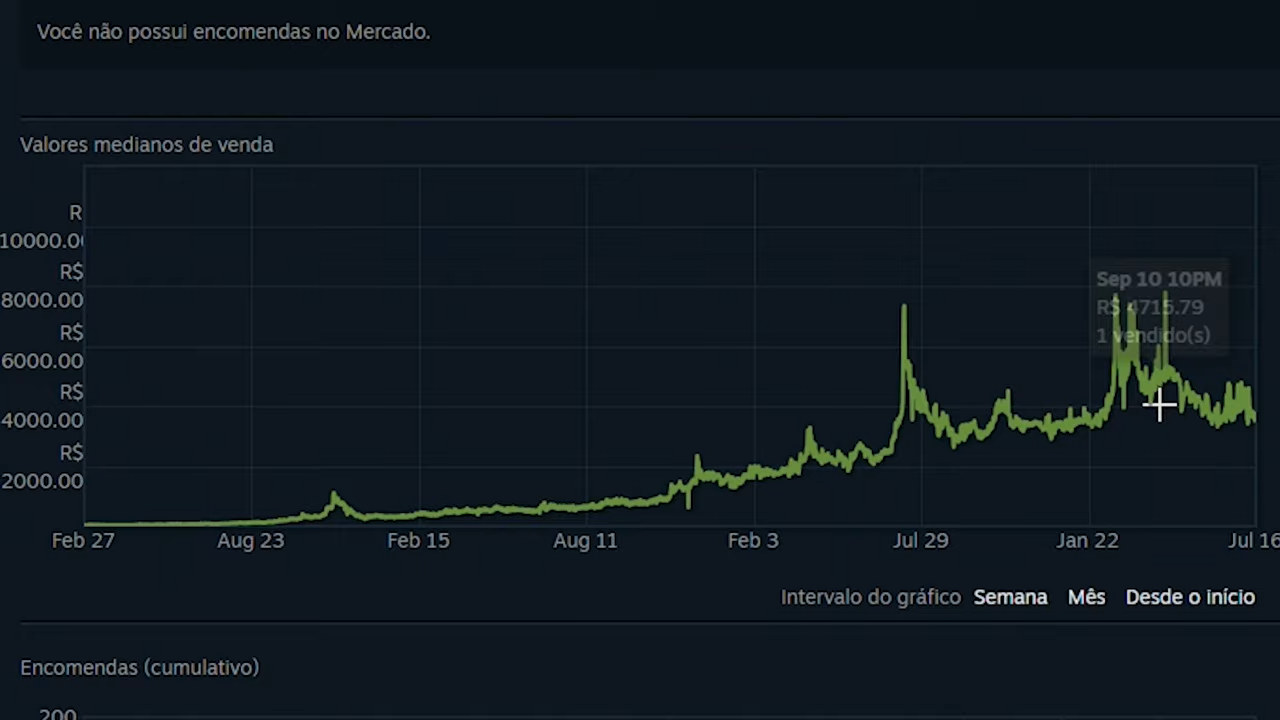 Você não possui encomendas no Mercado.
Valores medianos de venda
R
10000.00
R$
8000.00
R$
6000.00
R$
4000.00
R$
2000.00
Sep 10 10PM
R$ 4715.79
1 vendido(s)
Feb 27 Aug 23 Feb 15 Aug 11 Feb 3 Jul 29 Jan 22 Jul 16
Intervalo do gráfico Semana Mês Desde o início
Encomendas (cumulativo)
200